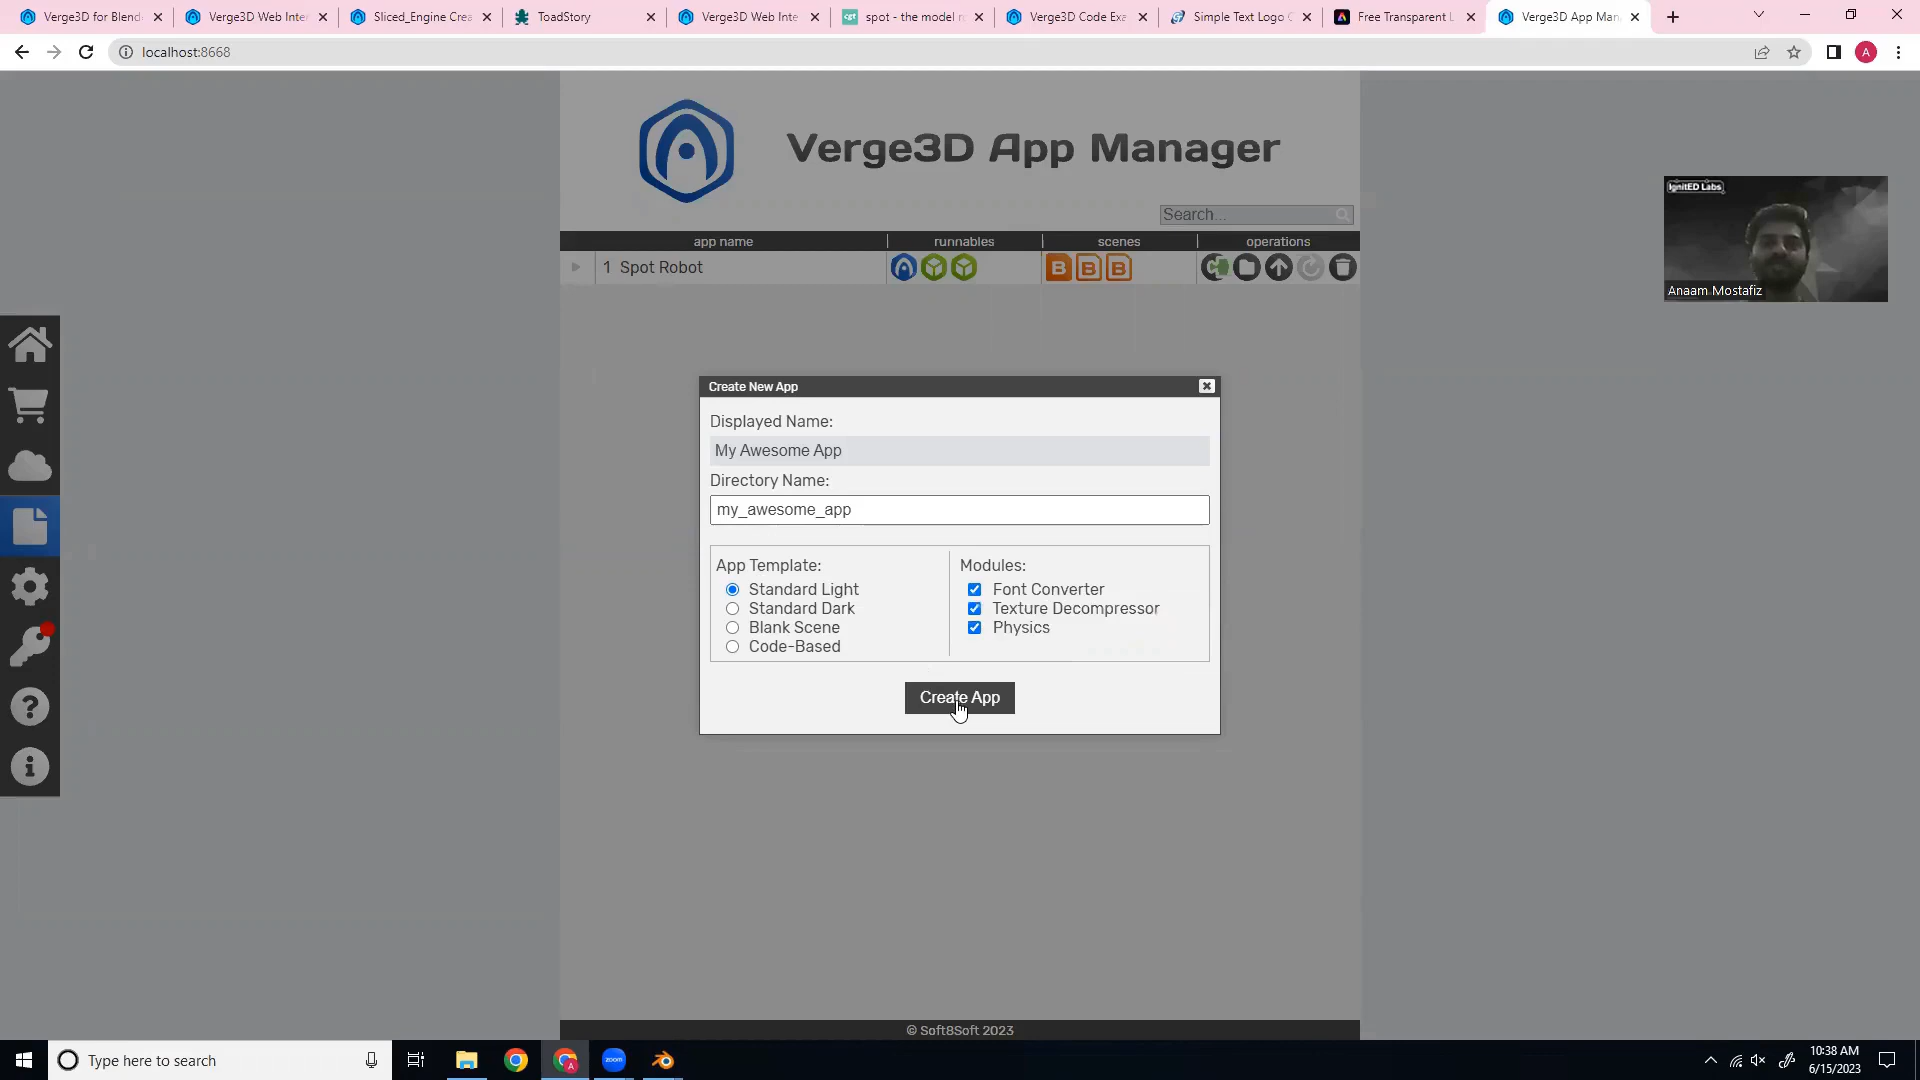 Verge3D for Blend
Verge3D Web Inte
Sliced_Engine Crea
ToadStory
Verge3D Web Inte
cgt spot - the model r
Verge3D Code Exa
Simple Text Logo C
Free Transparent L
Verge3D App Man
localhost:8668
A
Verge3D App Manager
Search...
app name runnables scenes operations
1 Spot Robot
B B B
IgnitED Labs
Anaam Mostafiz
Create New App
Displayed Name:
My Awesome App
Directory Name:
my_awesome_app
App Template:
Standard Light
Standard Dark
Blank Scene
Code-Based
Modules:
Font Converter
Texture Decompressor
Physics
Create App
© Soft8Soft 2023
Type here to search
zoom
10:38 AM
6/15/2023